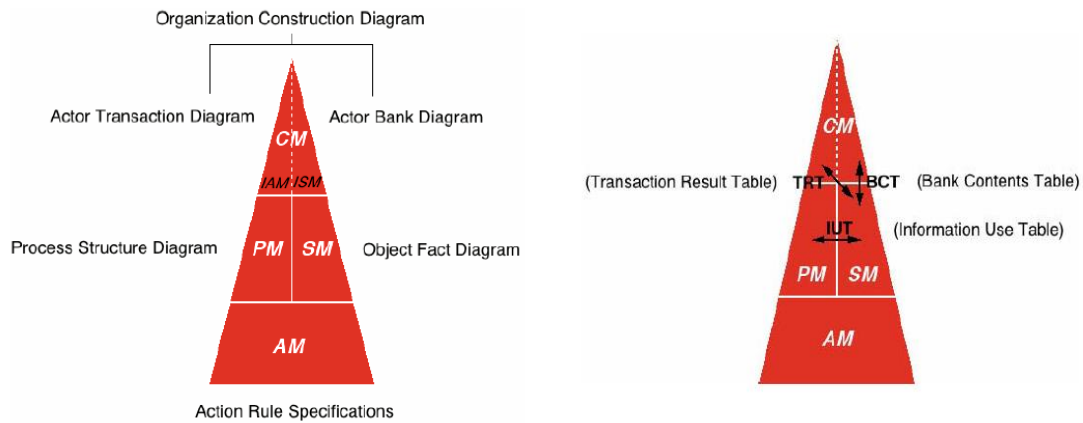 Organization Construction Diagram
Actor Transaction Diagram
Actor Bank Diagram
CM
IAM
ISM
Process Structure Diagram
PM
SM
Object Fact Diagram
AM
Action Rule Specifications
CM
(Transaction Result Table)
TRT
BCT
(Bank Contents Table)
IUT
(Information Use Table)
PM
SM
AM